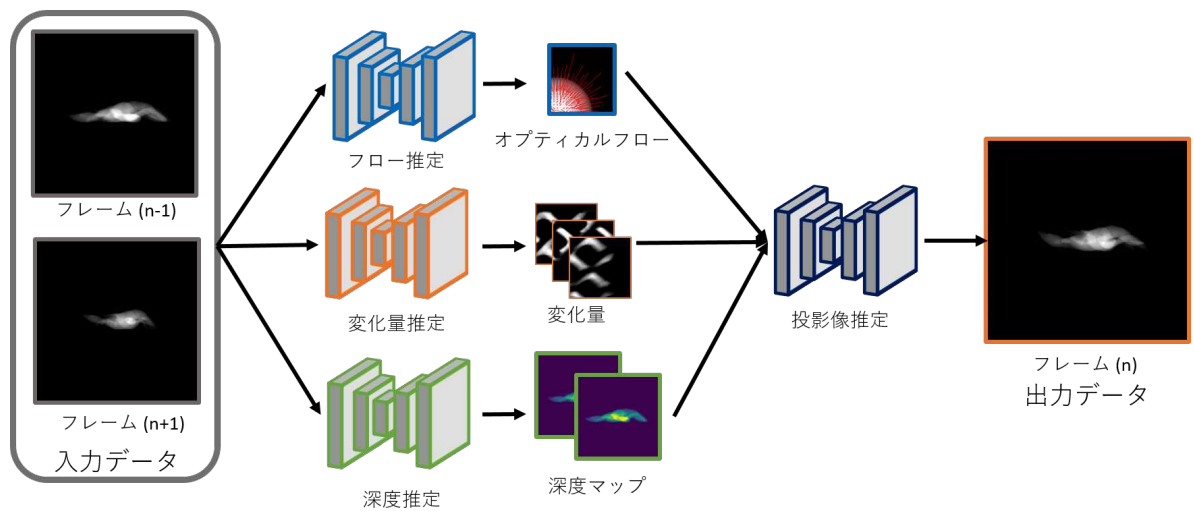 フレーム (n-1)
フレーム (n+1)
入力データ
フロー推定
オプティカルフロー
変化量推定
変化量
深度推定
深度マップ
投影像推定
フレーム (n)
出力データ